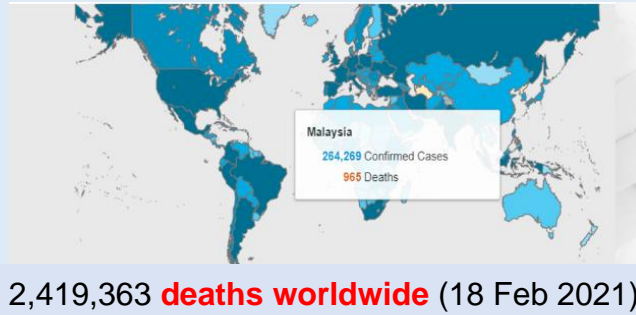 Malaysia
264,269 Confirmed Cases
965 Deaths
2,419,363 deaths worldwide (18 Feb 2021)